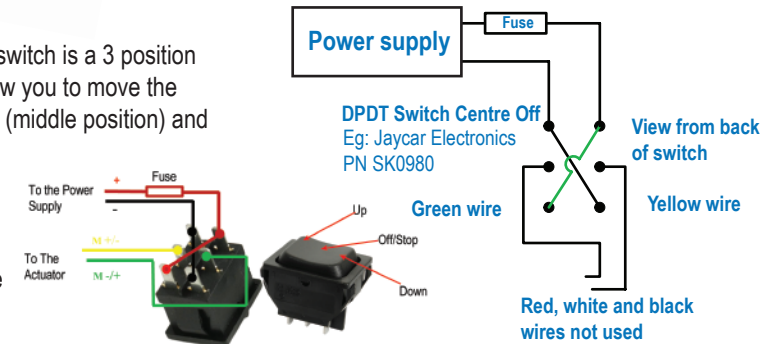 switch is a 3 position
w you to move the
(middle position) and
e
Power supply
Fuse
DPDT Switch Centre Off
Eg: Jaycar Electronics
PN SK0980
View from back
of switch
Green wire
Yellow wire
Red, white and black
wires not used
To the Power
Supply
+
-
Fuse
To The
Actuator
M +/-
M -/+
Up
Off/Stop
Down